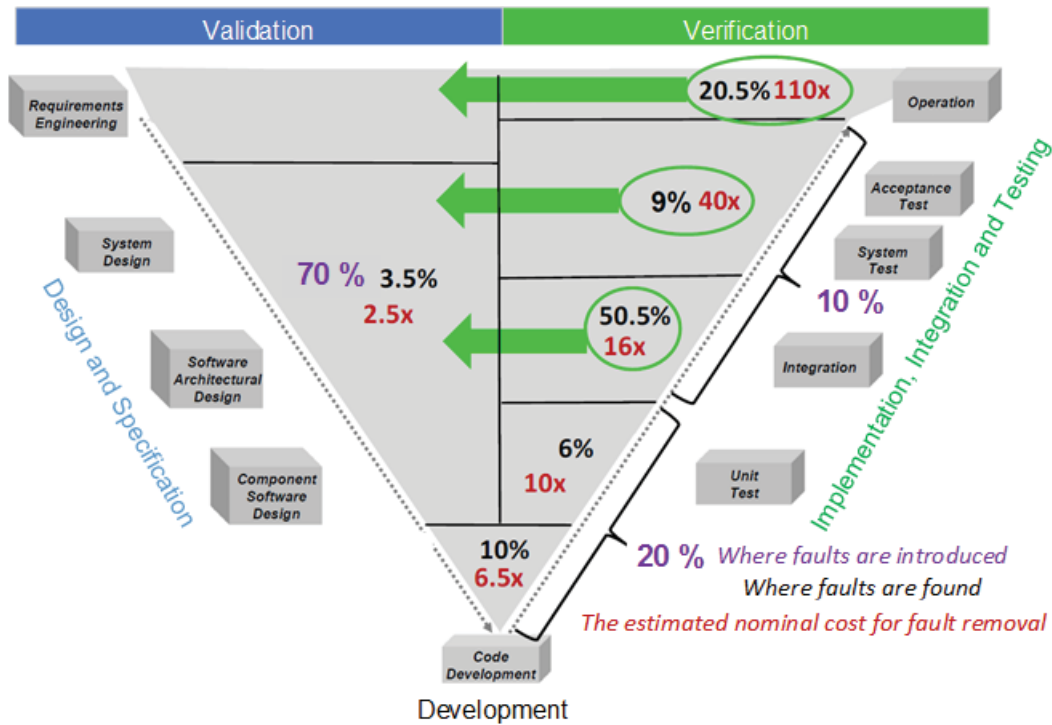 Validation
Verification
Requirements
Engineering
20.5% 110x
Operation
9% 40x
Acceptance
Test
System
Design
System
Test
70 % 3.5%
2.5x
10 %
50.5%
16x
Software
Architectural
Design
Integration
Design and Specification
Implementation, Integration and Testing
6%
10x
Component
Software
Design
Unit
Test
10%
6.5x
20 % Where faults are introduced
Where faults are found
The estimated nominal cost for fault removal
Code
Development
Development